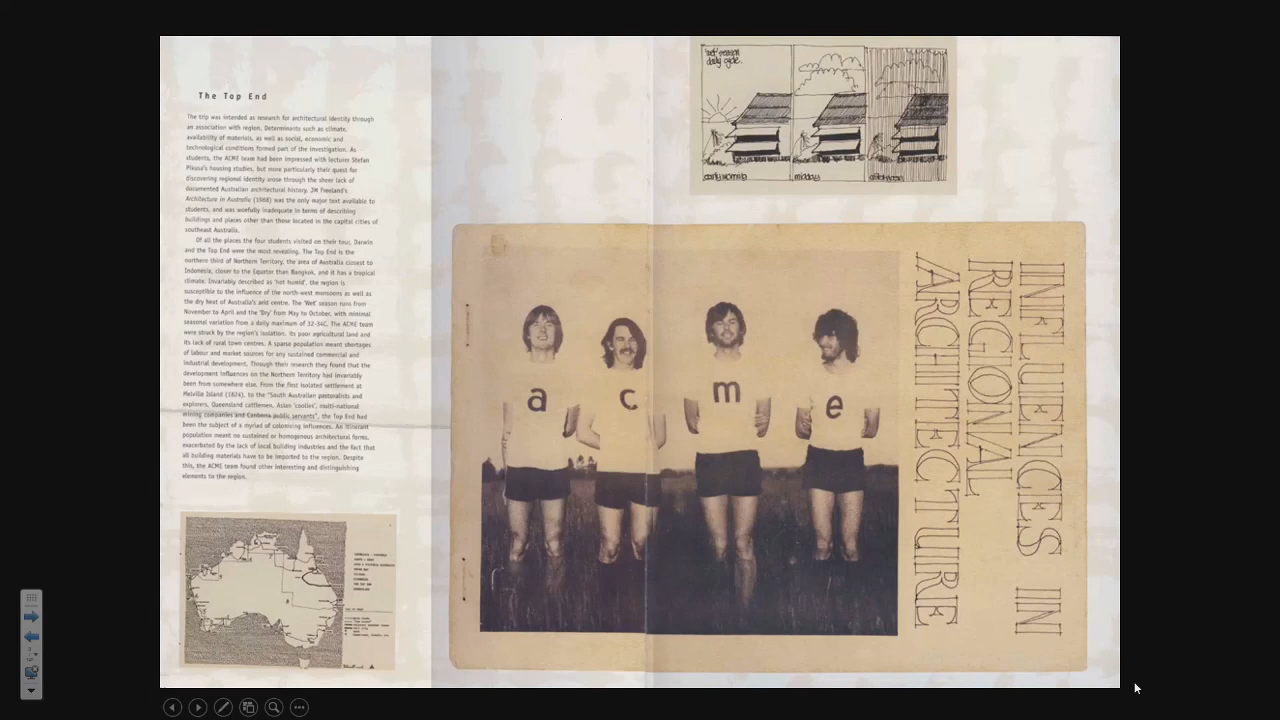 The Top End
The trip was intended as research for architectural identity through
an association with region. Determinants such as climate,
availability of materials, as well as social, economic and
technological conditions formed part of the investigation. As
students, the ACME team had been impressed with lecturer Stefan
Pikusa's housing studies, but more particularly their quest for
discovering regional identity arose through the sheer lack of
documented Australian architectural history. JM Freeland's
Architecture in Australia (1968) was the only major text available to
students, and was woefully inadequate in terms of describing
buildings and places other than those located in the capital cities of
southeast Australia.
Of all the places the four students visited on their tour, Darwin
and the Top End were the most revealing. The Top End is the
northern third of Northern Territory, the area of Australia closest to
Indonesia, closer to the Equator than Bangkok, and it has a tropical
climate. Invariably described as 'hot humid', the region is
susceptible to the influence of the north-west monsoons as well as
the dry heat of Australia's arid centre. The 'Wet' season runs from
November to April and the 'Dry' from May to October, with minimal
seasonal variation from a daily maximum of 32-34C. The ACME team
were struck by the region's isolation, its poor agricultural land and
its lack of rural town centres. A sparse population meant shortages
of labour and market sources for any sustained commercial and
industrial development. Through their research they found that the
development influences on the Northern Territory had invariably
been from somewhere else. From the first isolated settlement at
Melville Island (1824), to the "South Australian pastoralists and
explorers, Queensland cattlemen, Asian 'coolies', multi-national
mining companies and Canberra public servants", the Top End had
been the subject of a myriad of colonising influences. An itinerant
population meant no sustained or homogenous architectural forms,
exacerbated by the lack of local building industries and the fact that
all building materials have to be imported to the region. Despite
this, the ACME team found other interesting and distinguishing
elements to the region.
'wet' season
daily cycle.
early morning
midday
afternoon
a c m e
INFLUENCES IN
REGIONAL
ARCHITECTURE